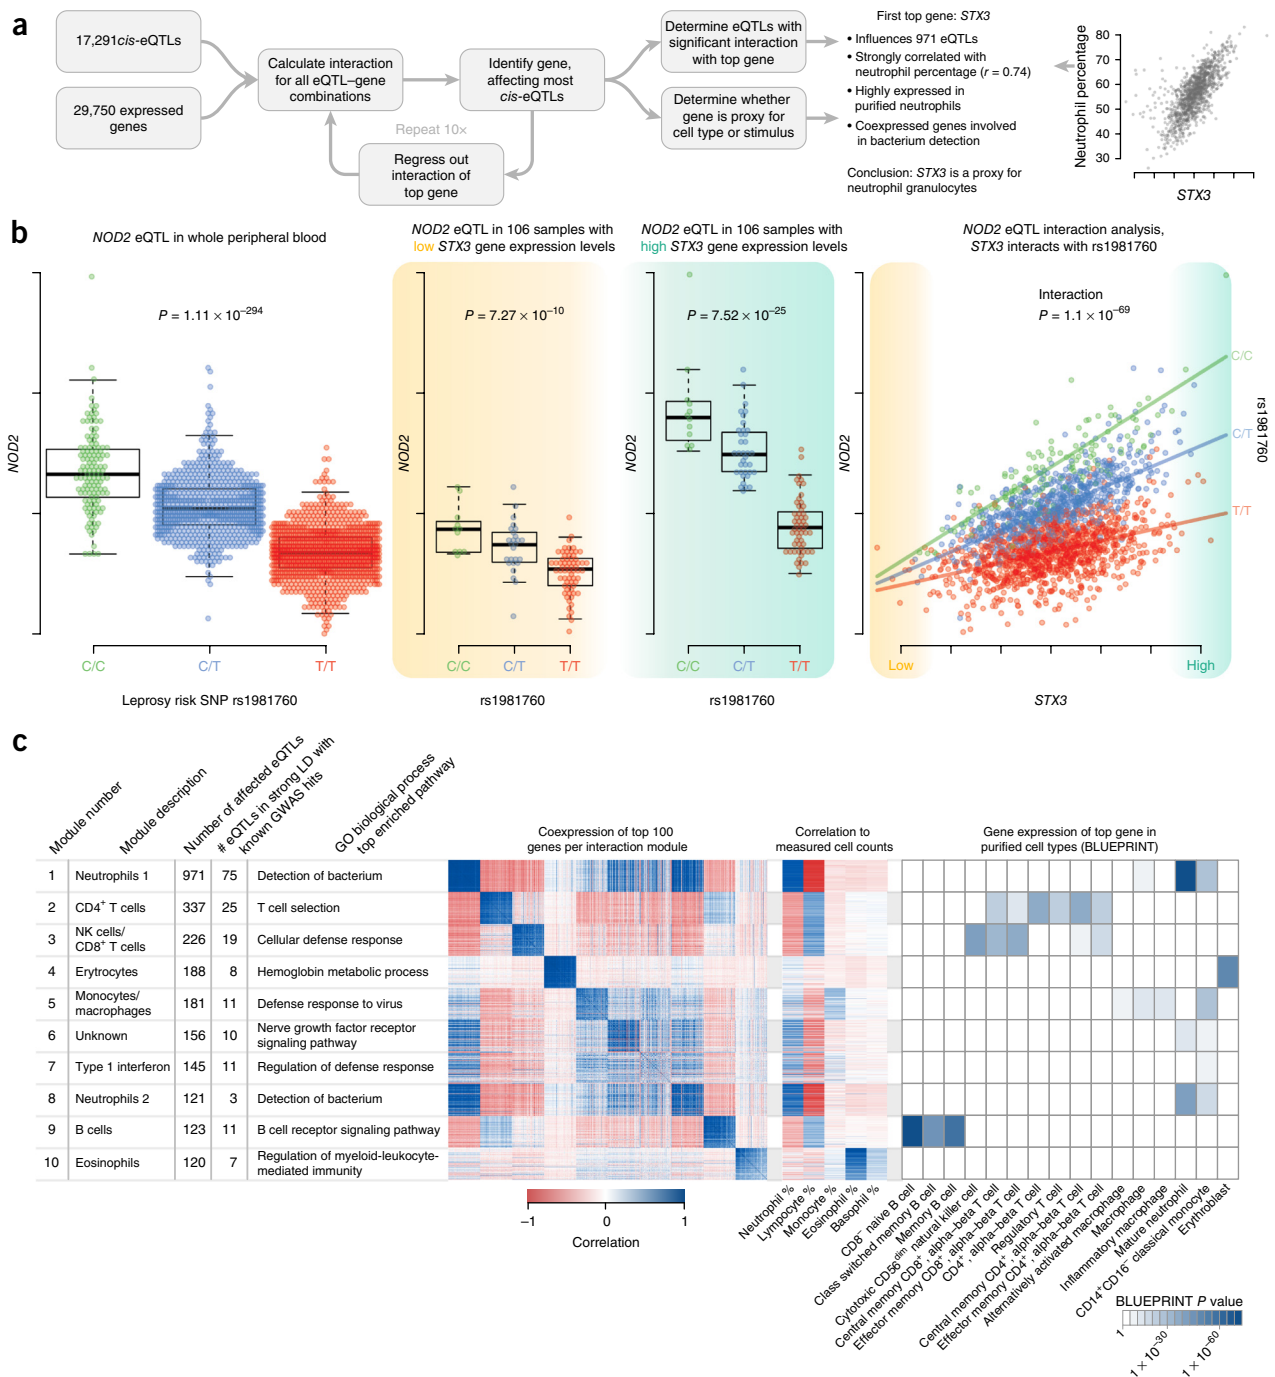 a
17,291cis-eQTLs
29,750 expressed
genes
Calculate interaction
for all eQTL–gene
combinations
Identify gene,
affecting most
cis-eQTLs
Repeat 10×
Regress out
interaction of
top gene
Determine eQTLs with
significant interaction
with top gene
Determine whether
gene is proxy for
cell type or stimulus
First top gene: STX3
• Influences 971 eQTLs
• Strongly correlated with
neutrophil percentage (r = 0.74)
• Highly expressed in
purified neutrophils
• Coexpressed genes involved
in bacterium detection
Conclusion: STX3 is a proxy for
neutrophil granulocytes
Neutrophil percentage
80
70
60
50
40
30
STX3
b
NOD2 eQTL in whole peripheral blood
P = 1.11 × 10⁻²⁹⁴
NOD2
C/C
C/T
T/T
Leprosy risk SNP rs1981760
NOD2 eQTL in 106 samples with
low STX3 gene expression levels
P = 7.27 × 10⁻¹⁰
NOD2
C/C
C/T
T/T
rs1981760
NOD2 eQTL in 106 samples with
high STX3 gene expression levels
P = 7.52 × 10⁻²⁵
NOD2
C/C
C/T
T/T
rs1981760
NOD2 eQTL interaction analysis,
STX3 interacts with rs1981760
Interaction
P = 1.1 × 10⁻⁶⁹
NOD2
C/C
C/T
T/T
rs1981760
Low
High
STX3
c
Module number
Module description
Number of affected eQTLs
# eQTLs in strong LD with
known GWAS hits
GO biological process
top enriched pathway
Coexpression of top 100
genes per interaction module
Correlation to
measured cell counts
Gene expression of top gene in
purified cell types (BLUEPRINT)
1 Neutrophils 1 971 75 Detection of bacterium
2 CD4⁺ T cells 337 25 T cell selection
3 NK cells/
CD8⁺ T cells 226 19 Cellular defense response
4 Erytrocytes 188 8 Hemoglobin metabolic process
5 Monocytes/
macrophages 181 11 Defense response to virus
6 Unknown 156 10 Nerve growth factor receptor
signaling pathway
7 Type 1 interferon 145 11 Regulation of defense response
8 Neutrophils 2 121 3 Detection of bacterium
9 B cells 123 11 B cell receptor signaling pathway
10 Eosinophils 120 7 Regulation of myeloid-leukocyte-
mediated immunity
−1 0 1
Correlation
Neutrophil %
Lympocyte %
Monocyte %
Eosinophil %
Basophil %
CD8⁻ naive B cell
Class switched memory B cell
Memory B cell
Cytotoxic CD56ᵈⁱᵐ natural killer cell
Central memory CD8⁺, alpha–beta T cell
Effector memory CD8⁺, alpha–beta T cell
CD4⁺, alpha–beta T cell
Regulatory T cell
Central memory CD4⁺, alpha–beta T cell
Effector memory CD4⁺, alpha–beta T cell
Alternatively activated macrophage
Macrophage
Inflammatory macrophage
Mature neutrophil
CD14⁺CD16⁻ classical monocyte
Erythroblast
BLUEPRINT P value
1
1 × 10⁻³⁰
1 × 10⁻⁶⁰